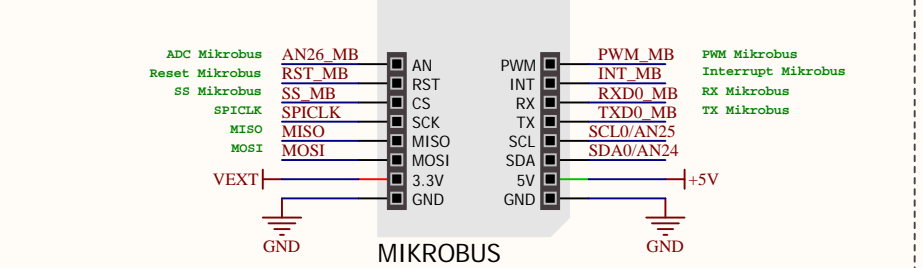 ADC Mikrobus AN26_MB AN PWM PWM_MB PWM Mikrobus
Reset Mikrobus RST_MB RST INT INT_MB Interrupt Mikrobus
SS Mikrobus SS_MB CS RX RXD0_MB RX Mikrobus
SPICLK SPICLK SCK TX TXD0_MB TX Mikrobus
MISO MISO MISO SCL SCL0/AN25
MOSI MOSI MOSI SDA SDA0/AN24
VEXT 3.3V 5V +5V
GND GND
GND GND
MIKROBUS